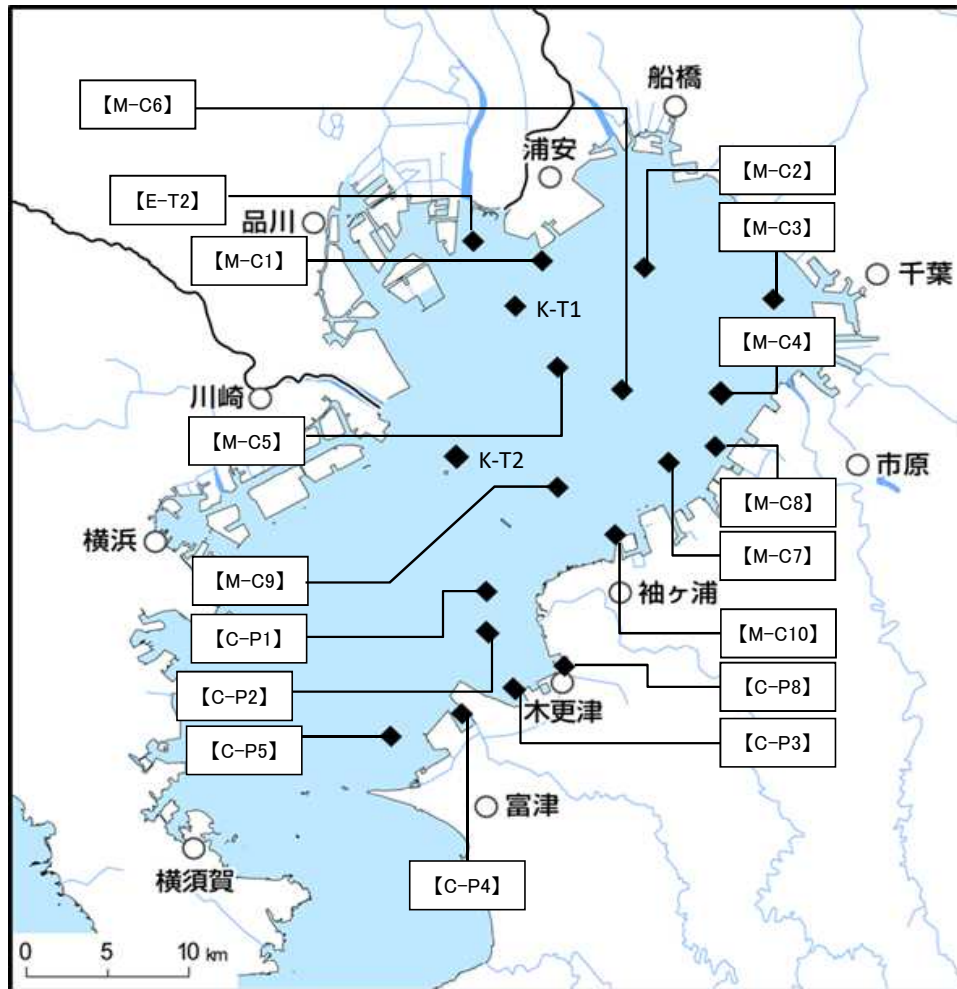 船橋
【M-C6】
浦安
【M-C2】
【E-T2】
品川
【M-C3】
【M-C1】
千葉
K-T1
【M-C4】
川崎
【M-C5】
K-T2
市原
【M-C8】
横浜
【M-C7】
【M-C9】
袖ヶ浦
【C-P1】
【M-C10】
【C-P2】
【C-P8】
木更津
【C-P5】
【C-P3】
富津
横須賀
【C-P4】
0 5 10 km